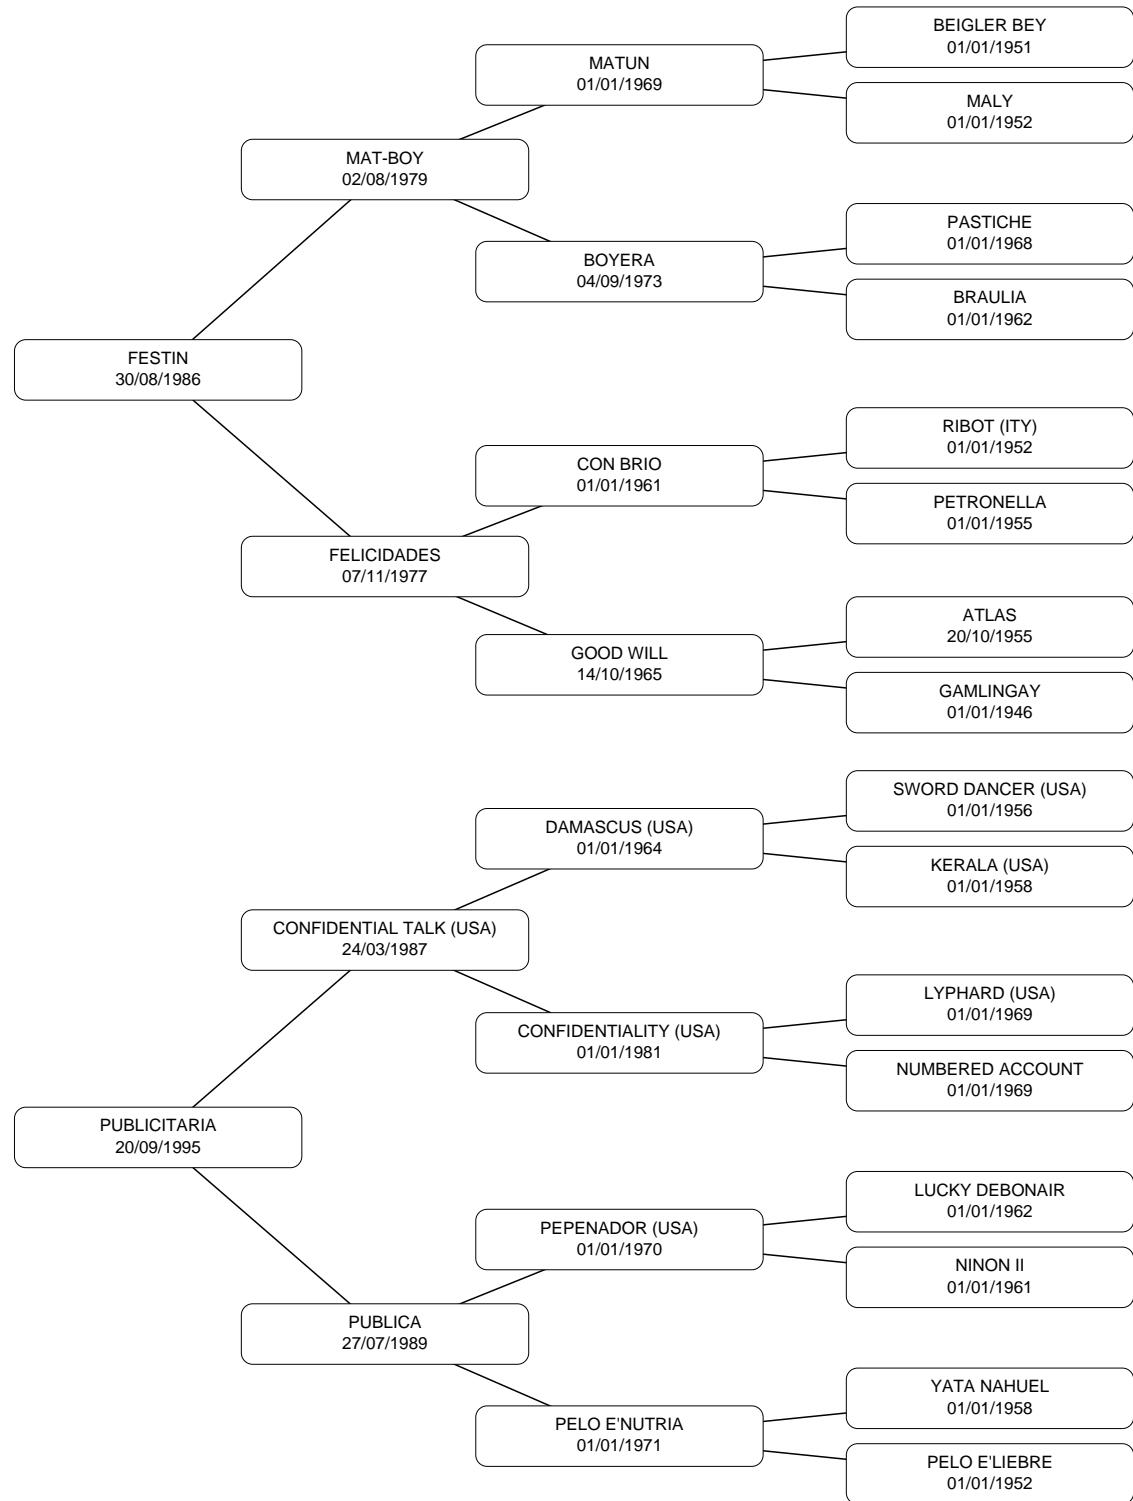 BEIGLER BEY
01/01/1951
MATUN
01/01/1969
MALY
01/01/1952
MAT-BOY
02/08/1979
PASTICHE
01/01/1968
BOYERA
04/09/1973
BRAULIA
01/01/1962
FESTIN
30/08/1986
RIBOT (ITY)
01/01/1952
CON BRIO
01/01/1961
PETRONELLA
01/01/1955
FELICIDADES
07/11/1977
ATLAS
20/10/1955
GOOD WILL
14/10/1965
GAMLINGAY
01/01/1946
SWORD DANCER (USA)
01/01/1956
DAMASCUS (USA)
01/01/1964
KERALA (USA)
01/01/1958
CONFIDENTIAL TALK (USA)
24/03/1987
LYPHARD (USA)
01/01/1969
CONFIDENTIALITY (USA)
01/01/1981
NUMBERED ACCOUNT
01/01/1969
PUBLICITARIA
20/09/1995
LUCKY DEBONAIR
01/01/1962
PEPENADOR (USA)
01/01/1970
NINON II
01/01/1961
PUBLICA
27/07/1989
YATA NAHUEL
01/01/1958
PELO E'NUTRIA
01/01/1971
PELO E'LIEBRE
01/01/1952